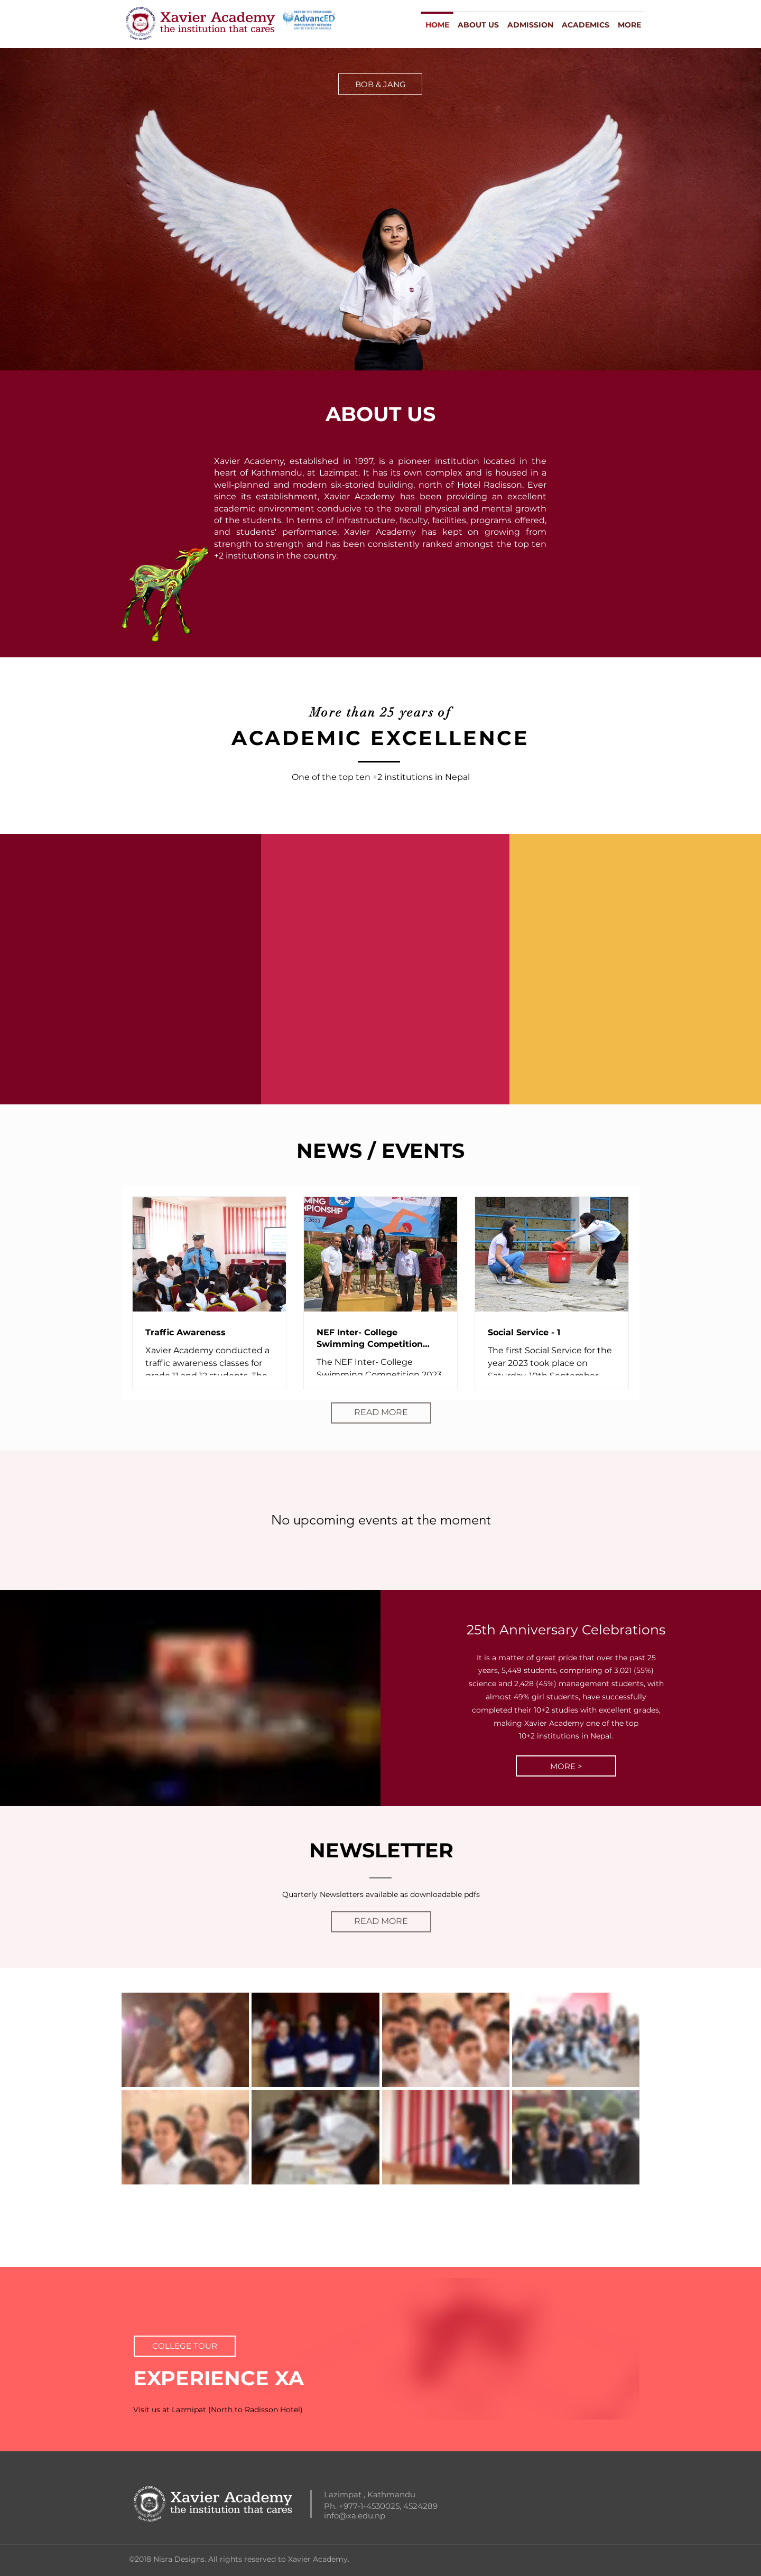 Xavier Academy
the institution that cares
AdvancED
HOME ABOUT US ADMISSION ACADEMICS MORE
BOB & JANG
ABOUT US
Xavier Academy, established in 1997, is a pioneer institution located in the
heart of Kathmandu, at Lazimpat. It has its own complex and is housed in a
well-planned and modern six-storied building, north of Hotel Radisson. Ever
since its establishment, Xavier Academy has been providing an excellent
academic environment conducive to the overall physical and mental growth
of the students. In terms of infrastructure, faculty, facilities, programs offered,
and students' performance, Xavier Academy has kept on growing from
strength to strength and has been consistently ranked amongst the top ten
+2 institutions in the country.
More than 25 years of
ACADEMIC EXCELLENCE
One of the top ten +2 institutions in Nepal
NEWS / EVENTS
Traffic Awareness
Xavier Academy conducted a
traffic awareness classes for
grade 11 and 12 students. The
NEF Inter- College
Swimming Competition...
The NEF Inter- College
Swimming Competition 2023
Social Service - 1
The first Social Service for the
year 2023 took place on
Saturday, 10th September
READ MORE
No upcoming events at the moment
25th Anniversary Celebrations
It is a matter of great pride that over the past 25
years, 5,449 students, comprising of 3,021 (55%)
science and 2,428 (45%) management students, with
almost 49% girl students, have successfully
completed their 10+2 studies with excellent grades,
making Xavier Academy one of the top
10+2 institutions in Nepal.
MORE >
NEWSLETTER
Quarterly Newsletters available as downloadable pdfs
READ MORE
COLLEGE TOUR
EXPERIENCE XA
Visit us at Lazmipat (North to Radisson Hotel)
Xavier Academy
the institution that cares
Lazimpat , Kathmandu
Ph. +977-1-4530025, 4524289
info@xa.edu.np
©2018 Nisra Designs. All rights reserved to Xavier Academy.